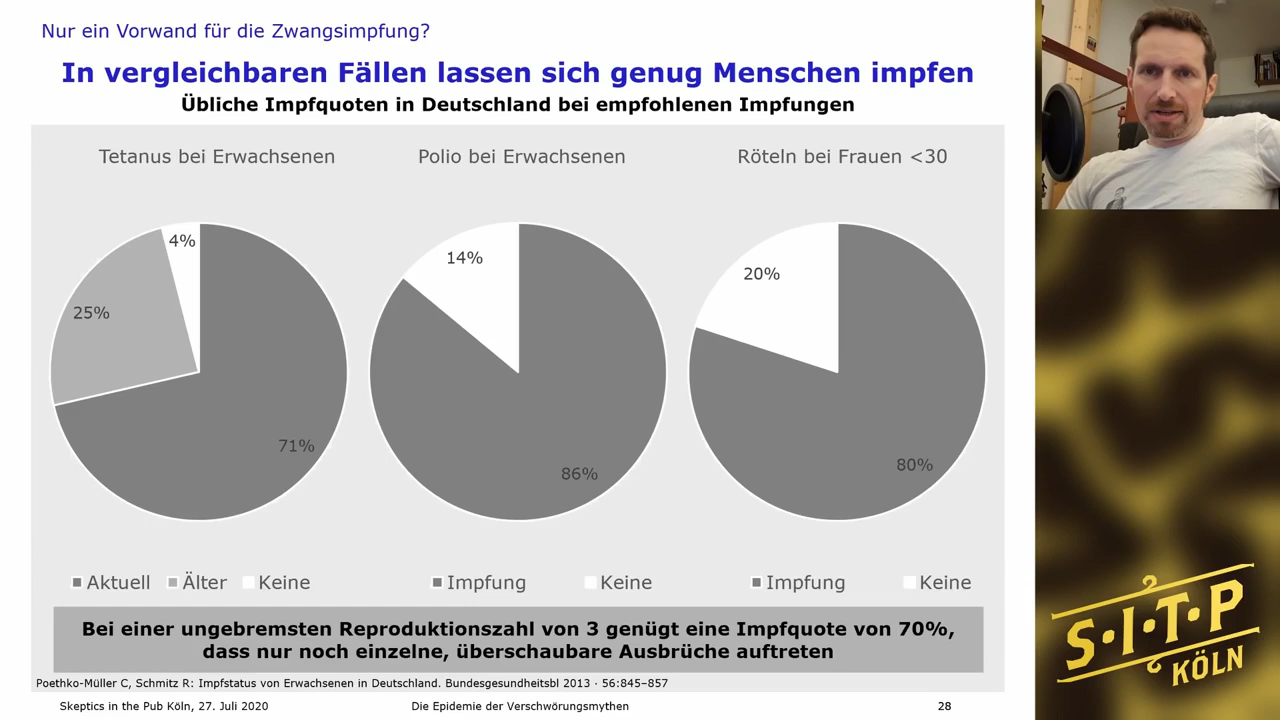 Nur ein Vorwand für die Zwangsimpfung?
In vergleichbaren Fällen lassen sich genug Menschen impfen
Übliche Impfquoten in Deutschland bei empfohlenen Impfungen
Tetanus bei Erwachsenen
4%
25%
71%
Aktuell Älter Keine
Polio bei Erwachsenen
14%
86%
Impfung Keine
Röteln bei Frauen <30
20%
80%
Impfung Keine
Bei einer ungebremsten Reproduktionszahl von 3 genügt eine Impfquote von 70%,
dass nur noch einzelne, überschaubare Ausbrüche auftreten
Poethko-Müller C, Schmitz R: Impfstatus von Erwachsenen in Deutschland. Bundesgesundheitsbl 2013 · 56:845–857
Skeptics in the Pub Köln, 27. Juli 2020 Die Epidemie der Verschwörungsmythen 28
S·I·T·P
KÖLN